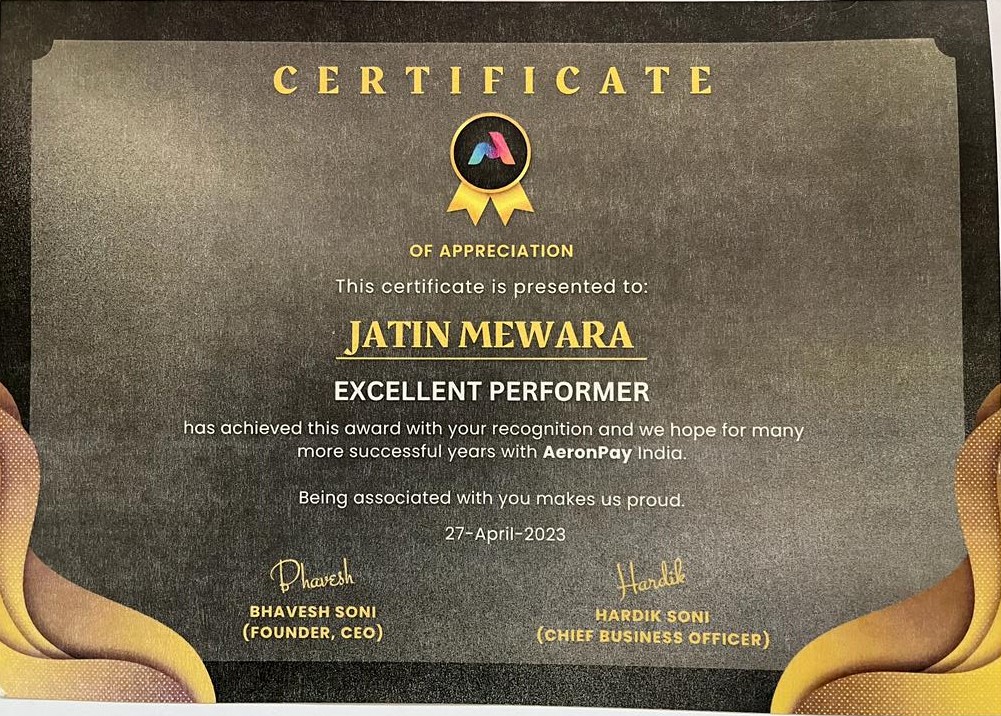 CERTIFICATE
OF APPRECIATION
This certificate is presented to:
JATIN MEWARA
EXCELLENT PERFORMER
has achieved this award with your recognition and we hope for many
more successful years with AeronPay India.
Being associated with you makes us proud.
27-April-2023
Bhavesh
BHAVESH SONI
(FOUNDER, CEO)
Hardik
HARDIK SONI
(CHIEF BUSINESS OFFICER)